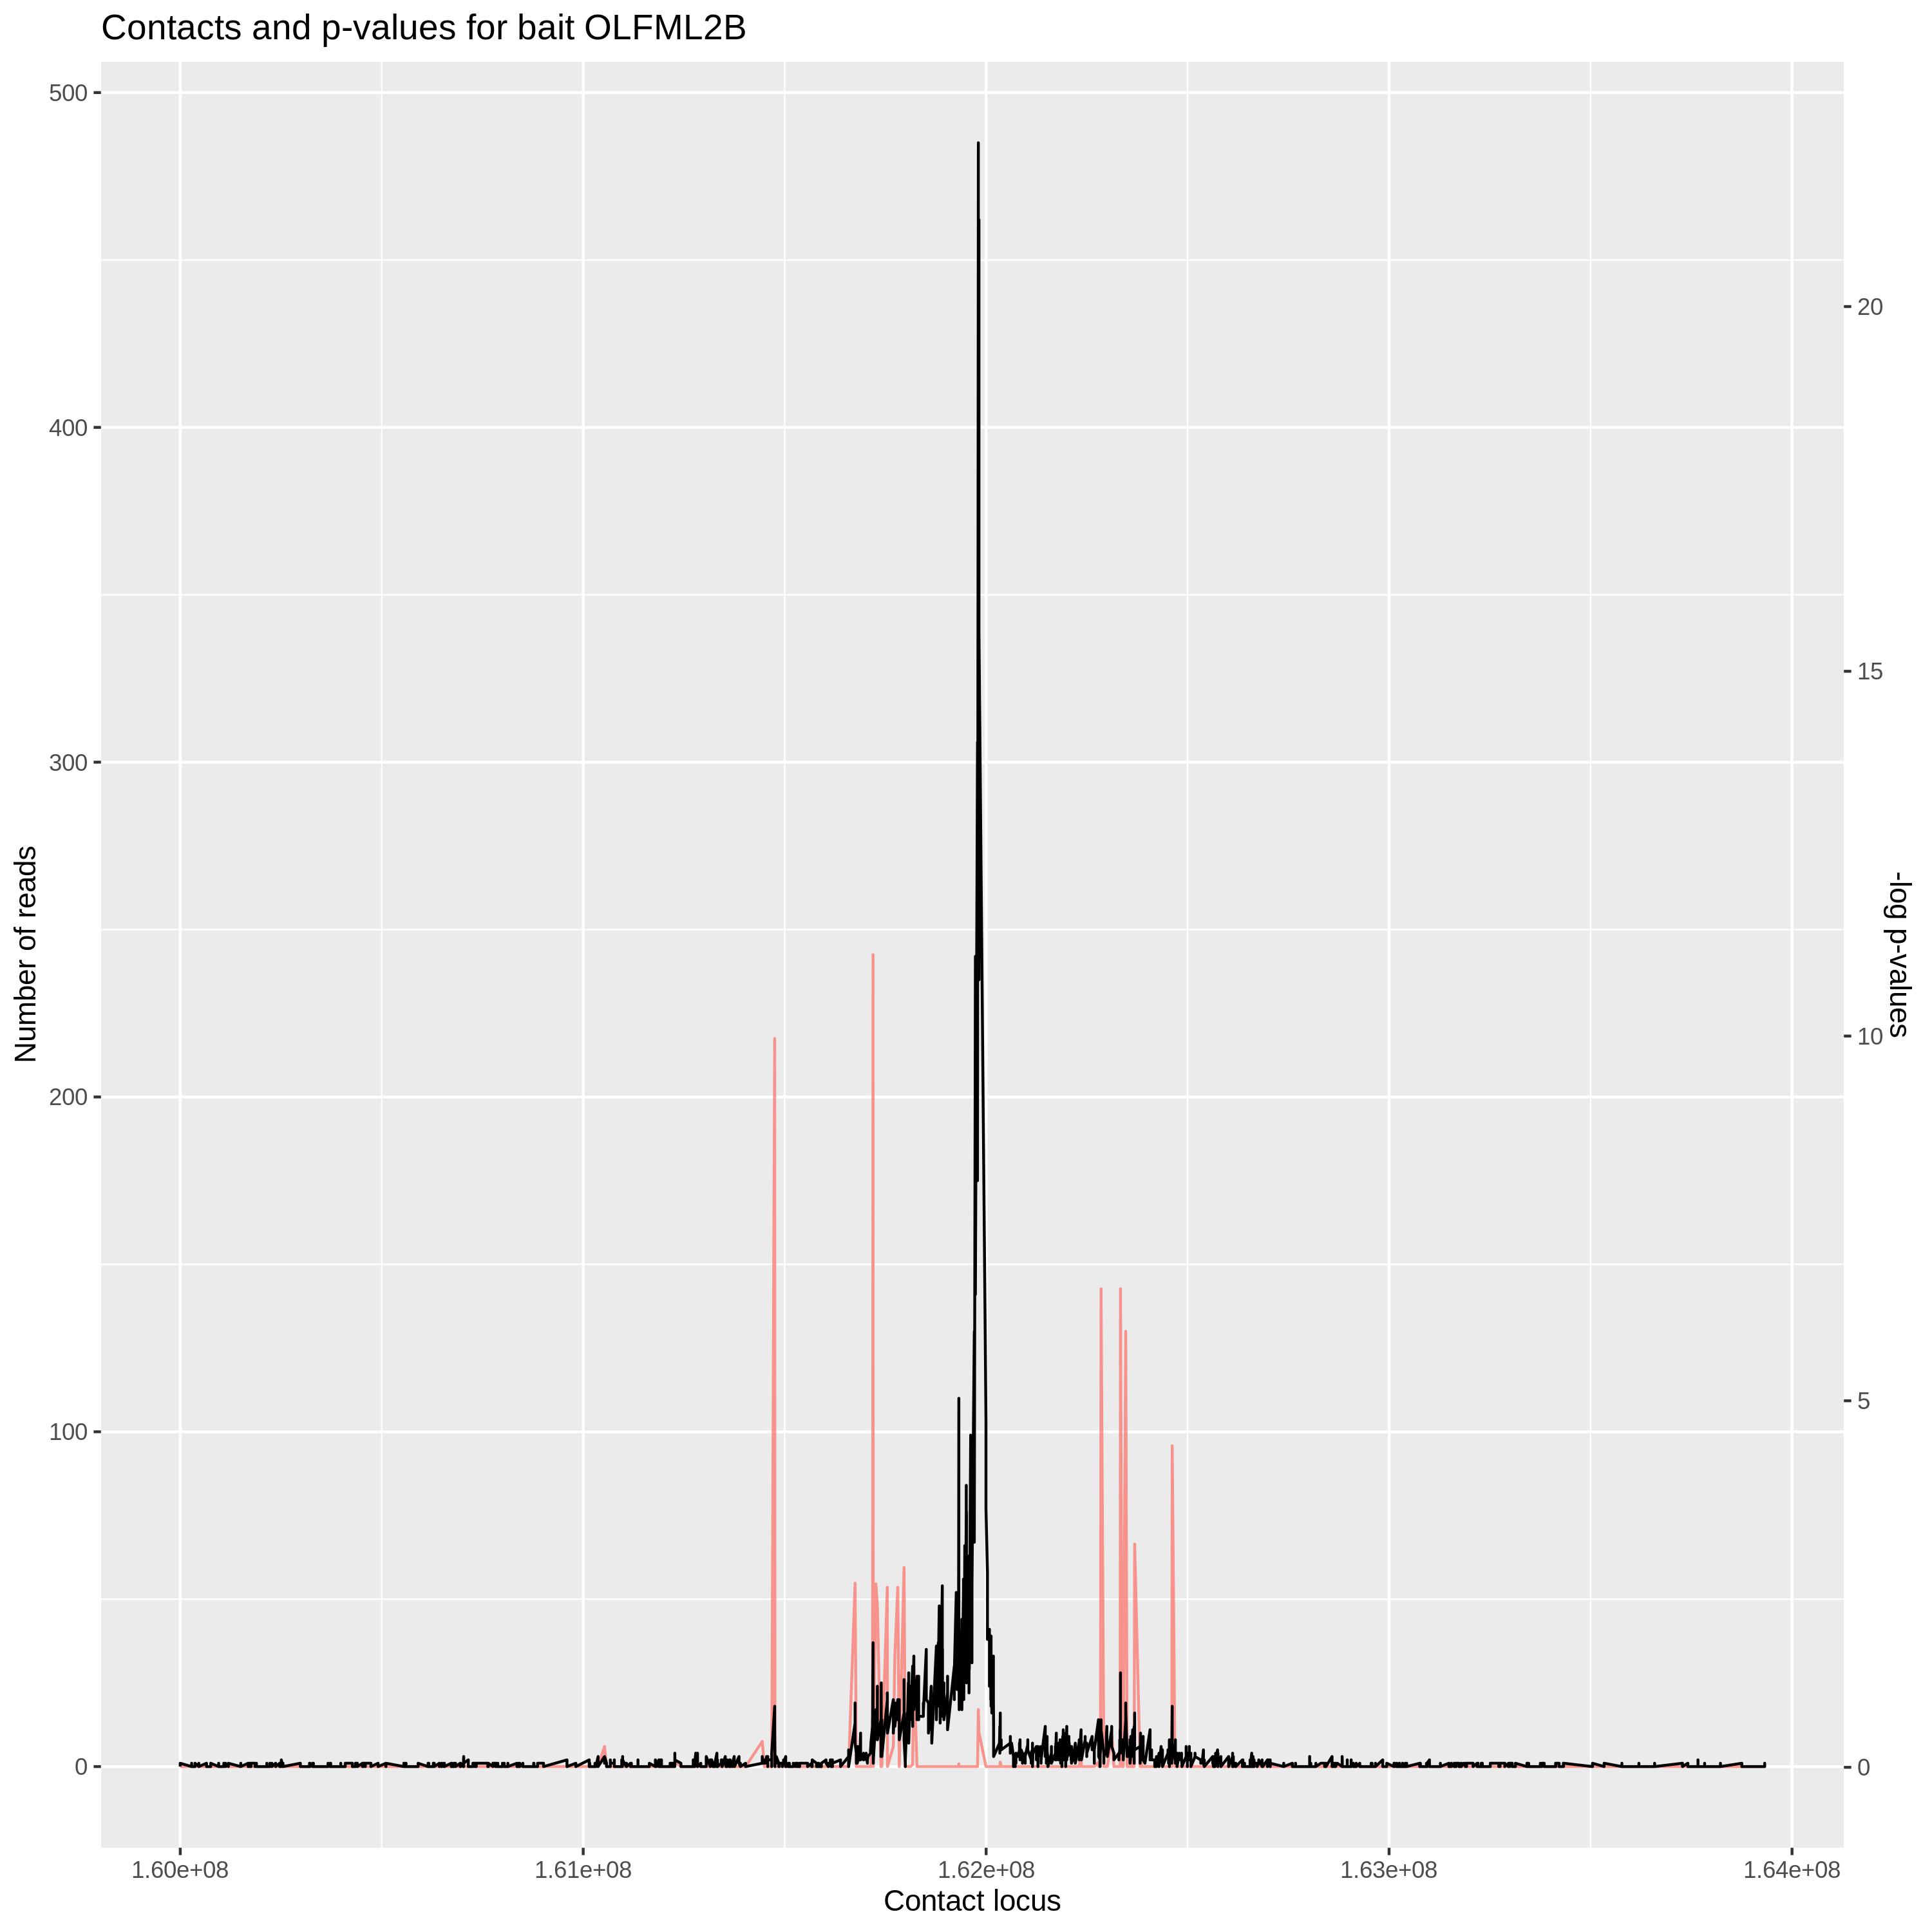 Contacts and p-values for bait OLFML2B
500
400
300
200
100
0
Number of reads
20
15
10
5
0
-log p-values
1.60e+08 1.61e+08 1.62e+08 1.63e+08 1.64e+08
Contact locus